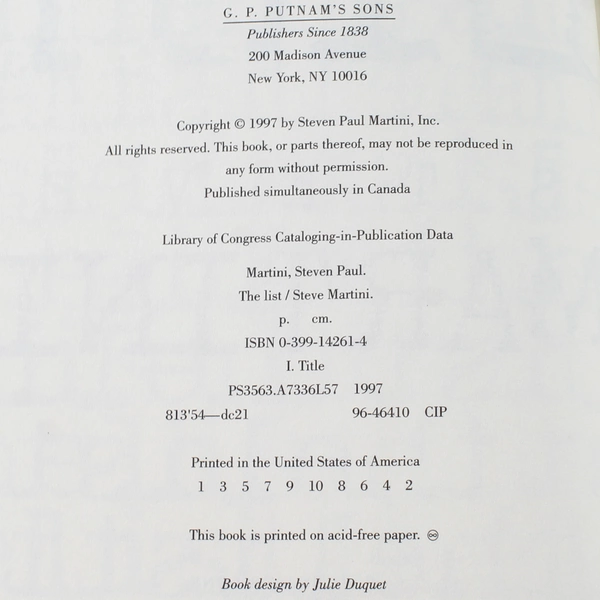 G. P. PUTNAM'S SONS
Publishers Since 1838
200 Madison Avenue
New York, NY 10016
Copyright © 1997 by Steven Paul Martini, Inc.
All rights reserved. This book, or parts thereof, may not be reproduced in
any form without permission.
Published simultaneously in Canada
Library of Congress Cataloging-in-Publication Data
Martini, Steven Paul.
The list / Steve Martini.
p. cm.
ISBN 0-399-14261-4
I. Title
PS3563.A7336L57 1997
813'54—dc21 96-46410 CIP
Printed in the United States of America
1 3 5 7 9 10 8 6 4 2
This book is printed on acid-free paper. ♾
Book design by Julie Duquet